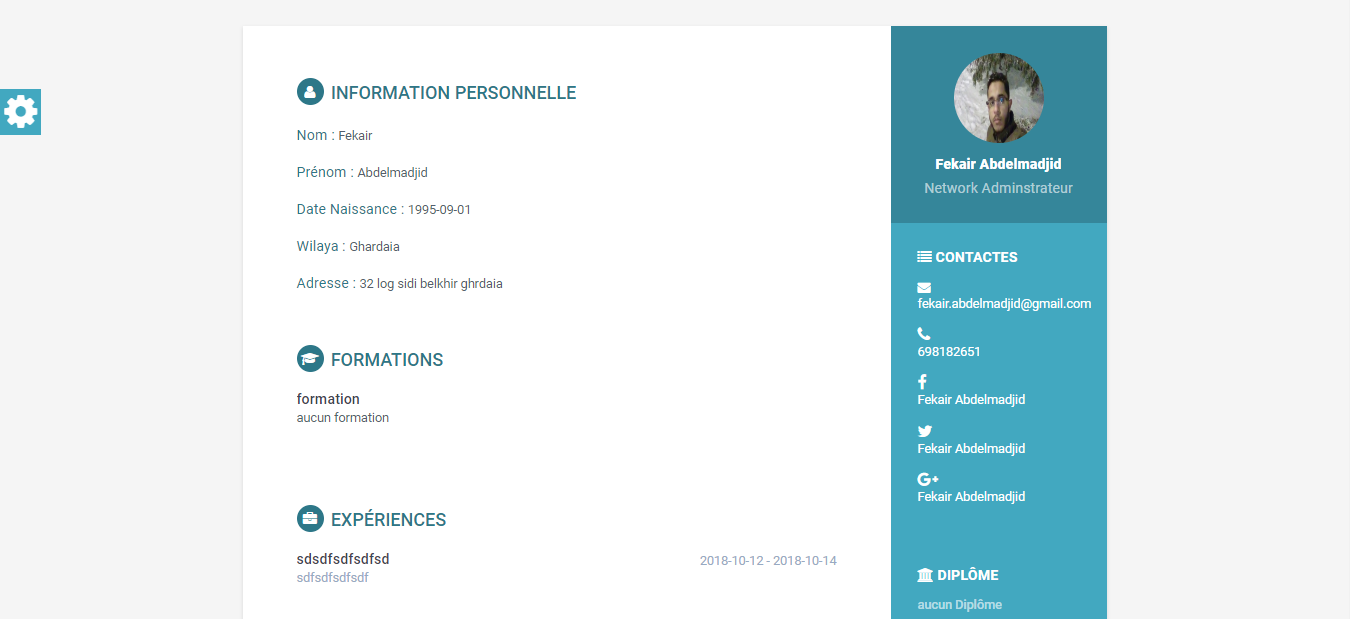 INFORMATION PERSONNELLE
Nom : Fekair
Prénom : Abdelmadjid
Date Naissance : 1995-09-01
Wilaya : Ghardaia
Adresse : 32 log sidi belkhir ghrdaia
FORMATIONS
formation
aucun formation
EXPÉRIENCES
sdsdfsdfsdfsd 2018-10-12 - 2018-10-14
sdfsdfsdfsdf
Fekair Abdelmadjid
Network Adminstrateur
CONTACTES
fekair.abdelmadjid@gmail.com
698182651
Fekair Abdelmadjid
Fekair Abdelmadjid
Fekair Abdelmadjid
DIPLÔME
aucun Diplôme